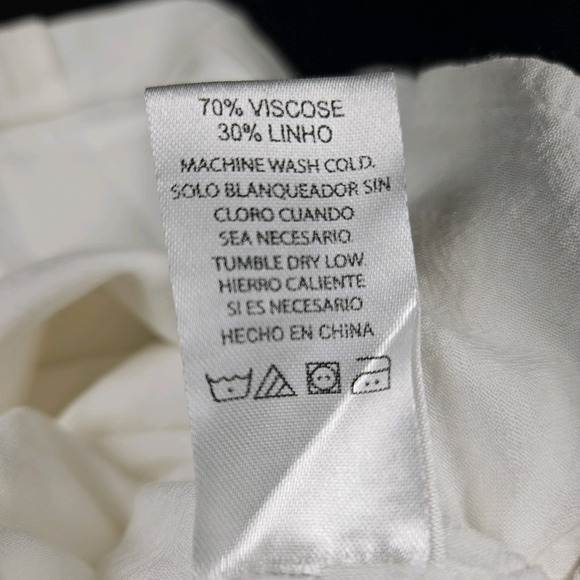 70% VISCOSE
30% LINHO
MACHINE WASH COLD.
SOLO BLANQUEADOR SIN
CLORO CUANDO
SEA NECESARIO.
TUMBLE DRY LOW.
HIERRO CALIENTE
SI ES NECESARIO
HECHO EN CHINA